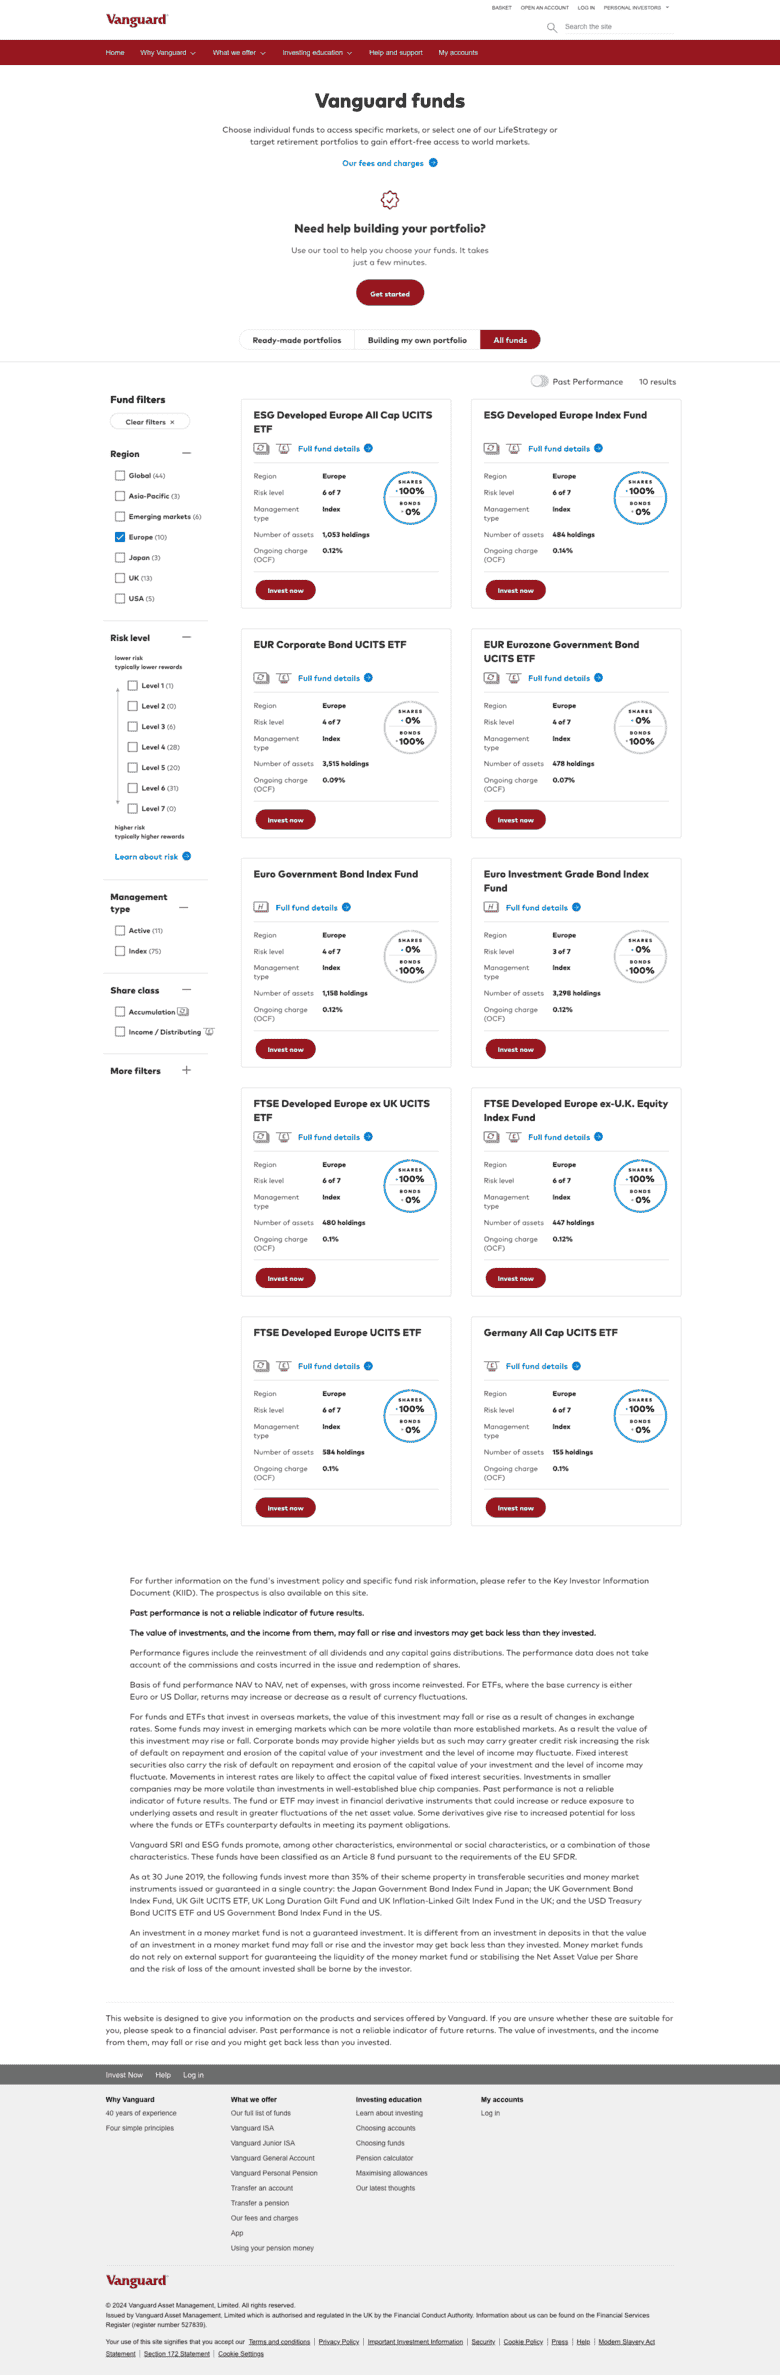 BASKET OPEN AN ACCOUNT LOG IN PERSONAL INVESTORS
Vanguard
Search the site
Home Why Vanguard What we offer Investing education Help and support My accounts
Vanguard funds
Choose individual funds to access specific markets, or select one of our LifeStrategy or
target retirement portfolios to gain effort-free access to world markets.
Our fees and charges
Need help building your portfolio?
Use our tool to help you choose your funds. It takes
just a few minutes.
Get started
Ready-made portfolios Building my own portfolio All funds
Past Performance 10 results
Fund filters
Clear filters ×
Region
Global (44)
Asia-Pacific (3)
Emerging markets (6)
Europe (10)
Japan (3)
UK (13)
USA (5)
Risk level
lower risk
typically lower rewards
Level 1 (1)
Level 2 (0)
Level 3 (6)
Level 4 (28)
Level 5 (20)
Level 6 (31)
Level 7 (0)
higher risk
typically higher rewards
Learn about risk
Management
type
Active (11)
Index (75)
Share class
Accumulation
Income / Distributing
More filters
ESG Developed Europe All Cap UCITS
ETF
Full fund details
Region Europe
Risk level 6 of 7
Management Index
type
Number of assets 1,053 holdings
Ongoing charge 0.12%
(OCF)
SHARES
100%
BONDS
0%
Invest now
ESG Developed Europe Index Fund
Full fund details
Region Europe
Risk level 6 of 7
Management Index
type
Number of assets 484 holdings
Ongoing charge 0.14%
(OCF)
SHARES
100%
BONDS
0%
Invest now
EUR Corporate Bond UCITS ETF
Full fund details
Region Europe
Risk level 4 of 7
Management Index
type
Number of assets 3,515 holdings
Ongoing charge 0.09%
(OCF)
SHARES
0%
BONDS
100%
Invest now
EUR Eurozone Government Bond
UCITS ETF
Full fund details
Region Europe
Risk level 4 of 7
Management Index
type
Number of assets 478 holdings
Ongoing charge 0.07%
(OCF)
SHARES
0%
BONDS
100%
Invest now
Euro Government Bond Index Fund
H Full fund details
Region Europe
Risk level 4 of 7
Management Index
type
Number of assets 1,158 holdings
Ongoing charge 0.12%
(OCF)
SHARES
0%
BONDS
100%
Invest now
Euro Investment Grade Bond Index
Fund
H Full fund details
Region Europe
Risk level 3 of 7
Management Index
type
Number of assets 3,298 holdings
Ongoing charge 0.12%
(OCF)
SHARES
0%
BONDS
100%
Invest now
FTSE Developed Europe ex UK UCITS
ETF
Full fund details
Region Europe
Risk level 6 of 7
Management Index
type
Number of assets 480 holdings
Ongoing charge 0.1%
(OCF)
SHARES
100%
BONDS
0%
Invest now
FTSE Developed Europe ex-U.K. Equity
Index Fund
Full fund details
Region Europe
Risk level 6 of 7
Management Index
type
Number of assets 447 holdings
Ongoing charge 0.12%
(OCF)
SHARES
100%
BONDS
0%
Invest now
FTSE Developed Europe UCITS ETF
Full fund details
Region Europe
Risk level 6 of 7
Management Index
type
Number of assets 584 holdings
Ongoing charge 0.1%
(OCF)
SHARES
100%
BONDS
0%
Invest now
Germany All Cap UCITS ETF
Full fund details
Region Europe
Risk level 6 of 7
Management Index
type
Number of assets 155 holdings
Ongoing charge 0.1%
(OCF)
SHARES
100%
BONDS
0%
Invest now
For further information on the fund's investment policy and specific fund risk information, please refer to the Key Investor Information
Document (KIID). The prospectus is also available on this site.
Past performance is not a reliable indicator of future results.
The value of investments, and the income from them, may fall or rise and investors may get back less than they invested.
Performance figures include the reinvestment of all dividends and any capital gains distributions. The performance data does not take
account of the commissions and costs incurred in the issue and redemption of shares.
Basis of fund performance NAV to NAV, net of expenses, with gross income reinvested. For ETFs, where the base currency is either
Euro or US Dollar, returns may increase or decrease as a result of currency fluctuations.
For funds and ETFs that invest in overseas markets, the value of this investment may fall or rise as a result of changes in exchange
rates. Some funds may invest in emerging markets which can be more volatile than more established markets. As a result the value of
this investment may rise or fall. Corporate bonds may provide higher yields but as such may carry greater credit risk increasing the risk
of default on repayment and erosion of the capital value of your investment and the level of income may fluctuate. Fixed interest
securities also carry the risk of default on repayment and erosion of the capital value of your investment and the level of income may
fluctuate. Movements in interest rates are likely to affect the capital value of fixed interest securities. Investments in smaller
companies may be more volatile than investments in well-established blue chip companies. Past performance is not a reliable
indicator of future results. The fund or ETF may invest in financial derivative instruments that could increase or reduce exposure to
underlying assets and result in greater fluctuations of the net asset value. Some derivatives give rise to increased potential for loss
where the funds or ETFs counterparty defaults in meeting its payment obligations.
Vanguard SRI and ESG funds promote, among other characteristics, environmental or social characteristics, or a combination of those
characteristics. These funds have been classified as an Article 8 fund pursuant to the requirements of the EU SFDR.
As at 30 June 2019, the following funds invest more than 35% of their scheme property in transferable securities and money market
instruments issued or guaranteed in a single country: the Japan Government Bond Index Fund in Japan; the UK Government Bond
Index Fund, UK Gilt UCITS ETF, UK Long Duration Gilt Fund and UK Inflation-Linked Gilt Index Fund in the UK; and the USD Treasury
Bond UCITS ETF and US Government Bond Index Fund in the US.
An investment in a money market fund is not a guaranteed investment. It is different from an investment in deposits in that the value
of an investment in a money market fund may fall or rise and the investor may get back less than they invested. Money market funds
do not rely on external support for guaranteeing the liquidity of the money market fund or stabilising the Net Asset Value per Share
and the risk of loss of the amount invested shall be borne by the investor.
This website is designed to give you information on the products and services offered by Vanguard. If you are unsure whether these are suitable for
you, please speak to a financial adviser. Past performance is not a reliable indicator of future returns. The value of investments, and the income
from them, may fall or rise and you might get back less than you invested.
Invest Now Help Log in
Why Vanguard
40 years of experience
Four simple principles
What we offer
Our full list of funds
Vanguard ISA
Vanguard Junior ISA
Vanguard General Account
Vanguard Personal Pension
Transfer an account
Transfer a pension
Our fees and charges
App
Using your pension money
Investing education
Learn about investing
Choosing accounts
Choosing funds
Pension calculator
Maximising allowances
Our latest thoughts
My accounts
Log in
Vanguard
© 2024 Vanguard Asset Management, Limited. All rights reserved.
Issued by Vanguard Asset Management, Limited which is authorised and regulated in the UK by the Financial Conduct Authority. Information about us can be found on the Financial Services
Register (register number 527839).
Your use of this site signifies that you accept our Terms and conditions | Privacy Policy | Important Investment Information | Security | Cookie Policy | Press | Help | Modern Slavery Act
Statement | Section 172 Statement | Cookie Settings